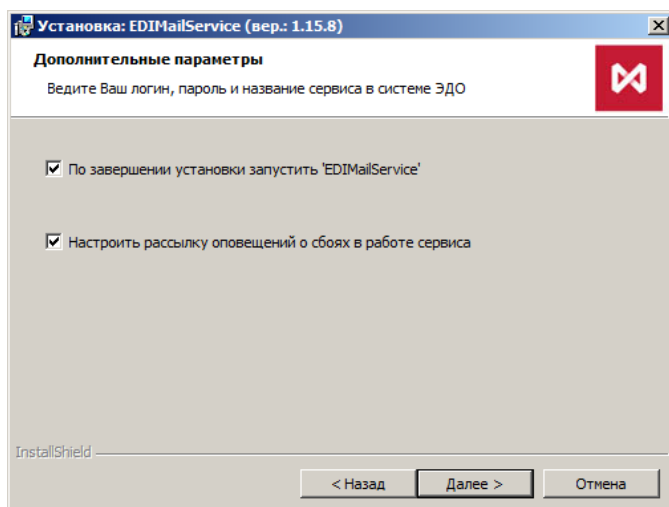 Установка: EDIMailService (вер.: 1.15.8)
Дополнительные параметры
Ведите Ваш логин, пароль и название сервиса в системе ЭДО
По завершении установки запустить 'EDIMailService'
Настроить рассылку оповещений о сбоях в работе сервиса
InstallShield
< Назад
Далее >
Отмена